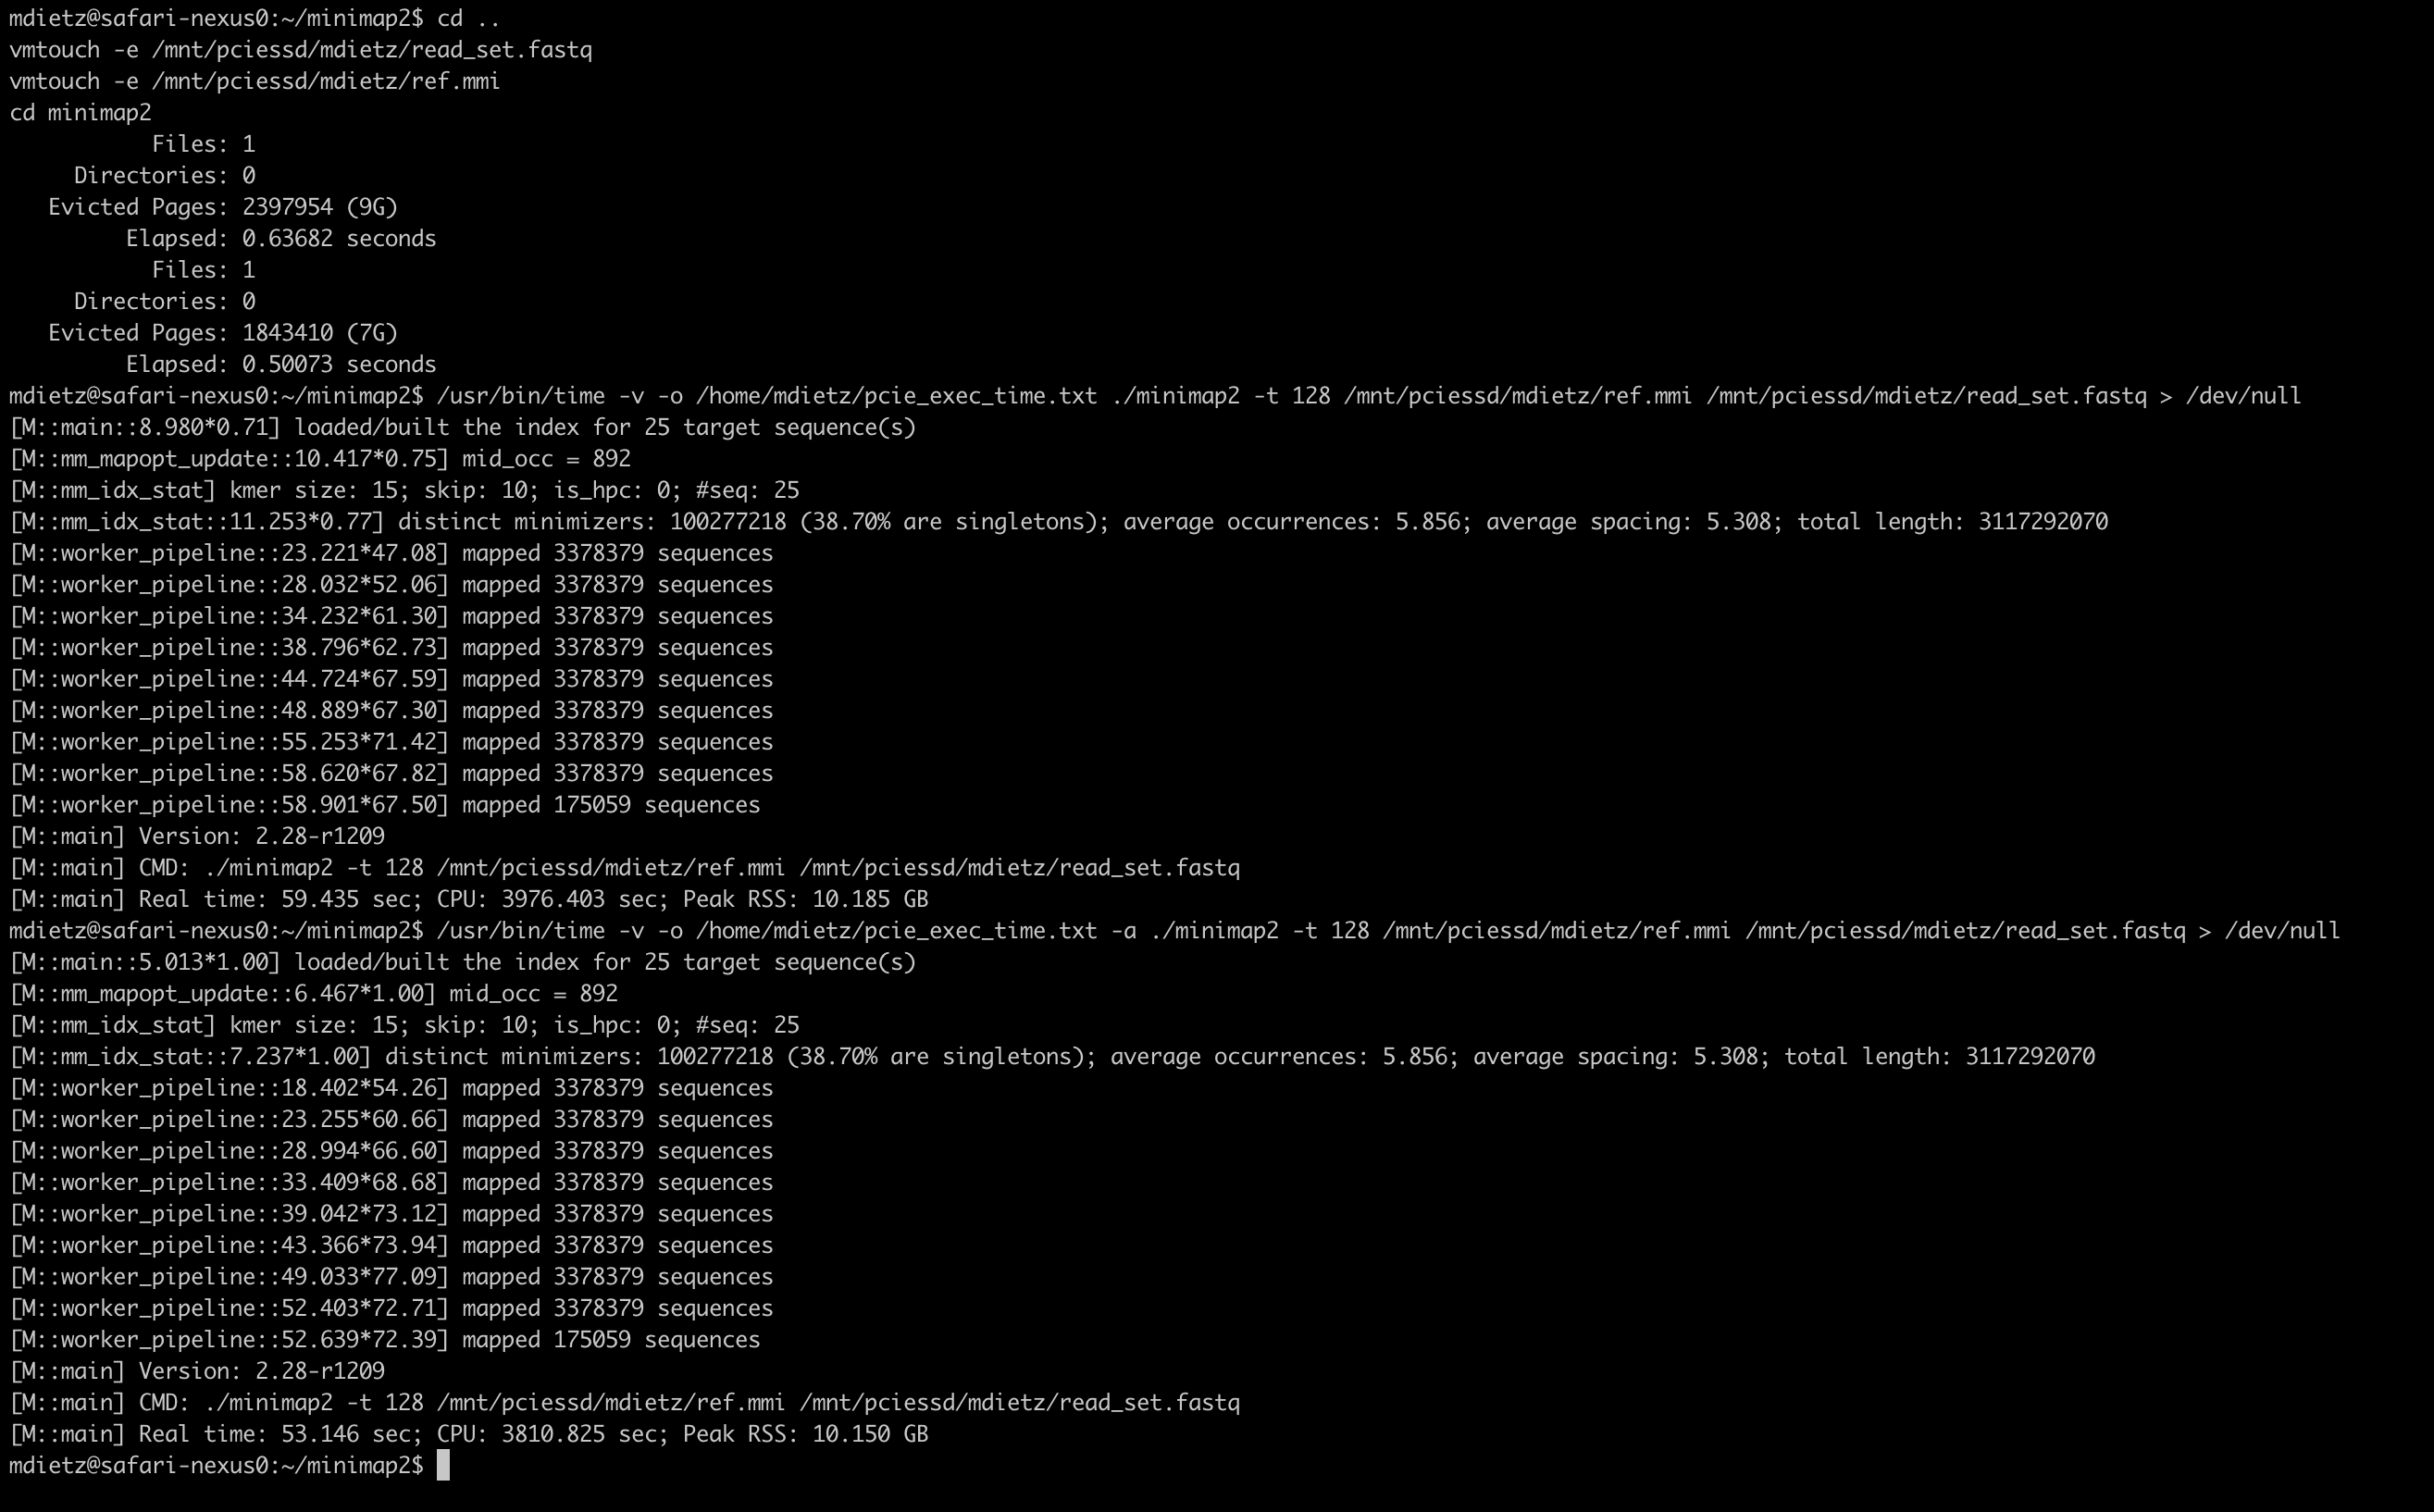 mdietz@safari-nexus0:~/minimap2$ cd ..
vmtouch -e /mnt/pciessd/mdietz/read_set.fastq
vmtouch -e /mnt/pciessd/mdietz/ref.mmi
cd minimap2
           Files: 1
     Directories: 0
   Evicted Pages: 2397954 (9G)
         Elapsed: 0.63682 seconds
           Files: 1
     Directories: 0
   Evicted Pages: 1843410 (7G)
         Elapsed: 0.50073 seconds
mdietz@safari-nexus0:~/minimap2$ /usr/bin/time -v -o /home/mdietz/pcie_exec_time.txt ./minimap2 -t 128 /mnt/pciessd/mdietz/ref.mmi /mnt/pciessd/mdietz/read_set.fastq > /dev/null
[M::main::8.980*0.71] loaded/built the index for 25 target sequence(s)
[M::mm_mapopt_update::10.417*0.75] mid_occ = 892
[M::mm_idx_stat] kmer size: 15; skip: 10; is_hpc: 0; #seq: 25
[M::mm_idx_stat::11.253*0.77] distinct minimizers: 100277218 (38.70% are singletons); average occurrences: 5.856; average spacing: 5.308; total length: 3117292070
[M::worker_pipeline::23.221*47.08] mapped 3378379 sequences
[M::worker_pipeline::28.032*52.06] mapped 3378379 sequences
[M::worker_pipeline::34.232*61.30] mapped 3378379 sequences
[M::worker_pipeline::38.796*62.73] mapped 3378379 sequences
[M::worker_pipeline::44.724*67.59] mapped 3378379 sequences
[M::worker_pipeline::48.889*67.30] mapped 3378379 sequences
[M::worker_pipeline::55.253*71.42] mapped 3378379 sequences
[M::worker_pipeline::58.620*67.82] mapped 3378379 sequences
[M::worker_pipeline::58.901*67.50] mapped 175059 sequences
[M::main] Version: 2.28-r1209
[M::main] CMD: ./minimap2 -t 128 /mnt/pciessd/mdietz/ref.mmi /mnt/pciessd/mdietz/read_set.fastq
[M::main] Real time: 59.435 sec; CPU: 3976.403 sec; Peak RSS: 10.185 GB
mdietz@safari-nexus0:~/minimap2$ /usr/bin/time -v -o /home/mdietz/pcie_exec_time.txt -a ./minimap2 -t 128 /mnt/pciessd/mdietz/ref.mmi /mnt/pciessd/mdietz/read_set.fastq > /dev/null
[M::main::5.013*1.00] loaded/built the index for 25 target sequence(s)
[M::mm_mapopt_update::6.467*1.00] mid_occ = 892
[M::mm_idx_stat] kmer size: 15; skip: 10; is_hpc: 0; #seq: 25
[M::mm_idx_stat::7.237*1.00] distinct minimizers: 100277218 (38.70% are singletons); average occurrences: 5.856; average spacing: 5.308; total length: 3117292070
[M::worker_pipeline::18.402*54.26] mapped 3378379 sequences
[M::worker_pipeline::23.255*60.66] mapped 3378379 sequences
[M::worker_pipeline::28.994*66.60] mapped 3378379 sequences
[M::worker_pipeline::33.409*68.68] mapped 3378379 sequences
[M::worker_pipeline::39.042*73.12] mapped 3378379 sequences
[M::worker_pipeline::43.366*73.94] mapped 3378379 sequences
[M::worker_pipeline::49.033*77.09] mapped 3378379 sequences
[M::worker_pipeline::52.403*72.71] mapped 3378379 sequences
[M::worker_pipeline::52.639*72.39] mapped 175059 sequences
[M::main] Version: 2.28-r1209
[M::main] CMD: ./minimap2 -t 128 /mnt/pciessd/mdietz/ref.mmi /mnt/pciessd/mdietz/read_set.fastq
[M::main] Real time: 53.146 sec; CPU: 3810.825 sec; Peak RSS: 10.150 GB
mdietz@safari-nexus0:~/minimap2$